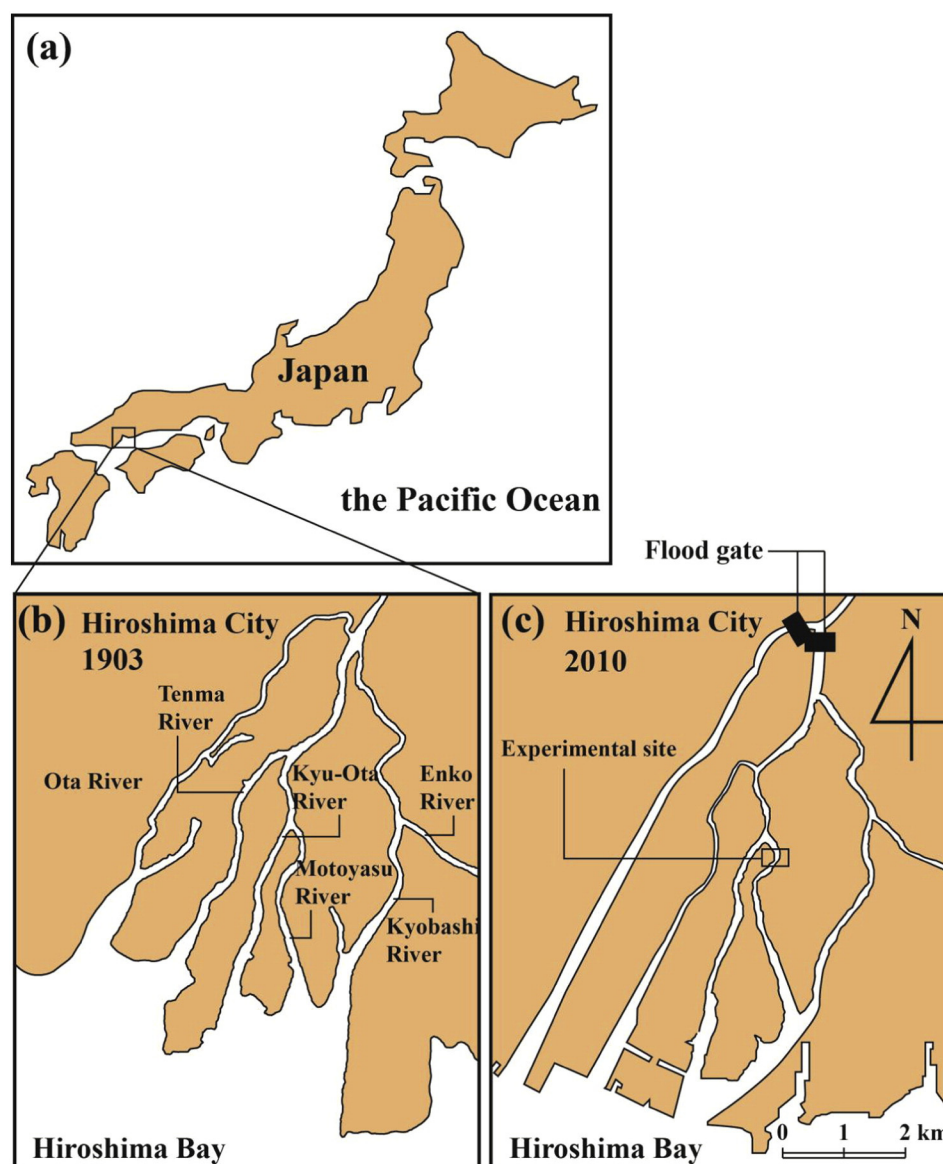 (a)
Japan
the Pacific Ocean
Flood gate
(b) Hiroshima City
1903
Tenma
River
Ota River
Kyu-Ota
River
Enko
River
Motoyasu
River
Kyobashi
River
Hiroshima Bay
(c) Hiroshima City
2010
N
Experimental site
0 1 2 km
Hiroshima Bay